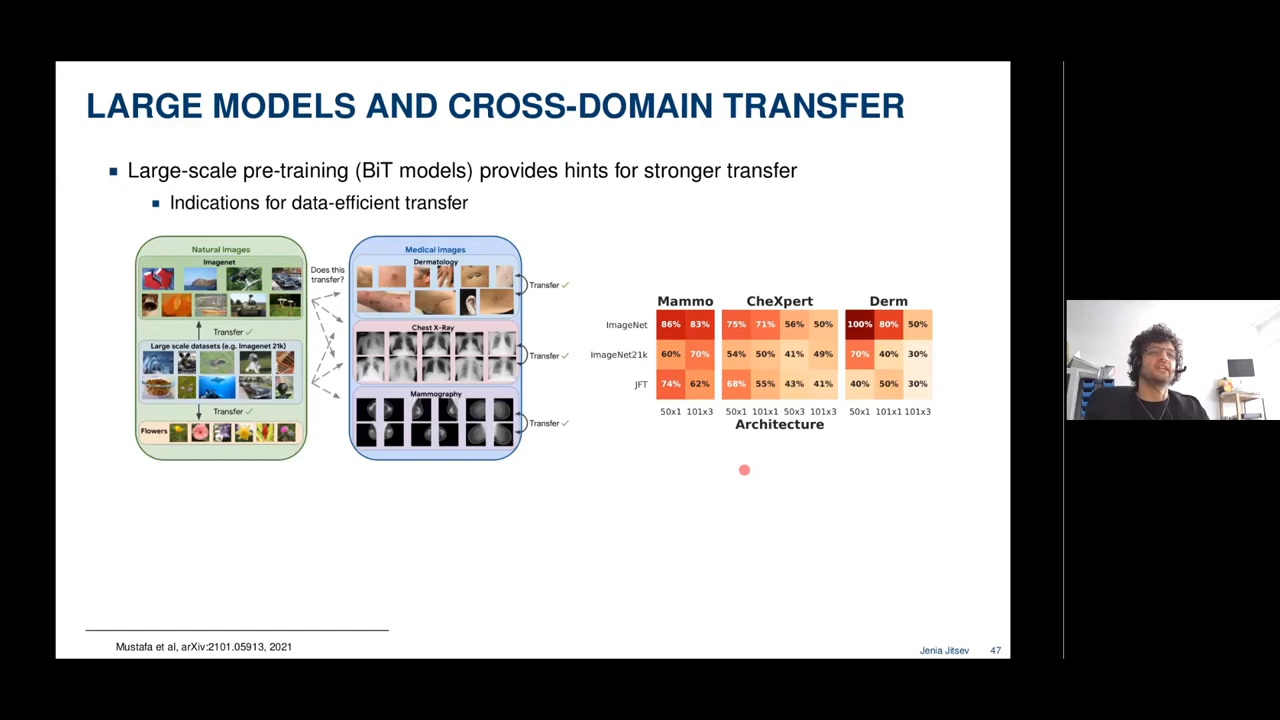 LARGE MODELS AND CROSS-DOMAIN TRANSFER
Large-scale pre-training (BiT models) provides hints for stronger transfer
Indications for data-efficient transfer
Natural Images
Imagenet
Transfer ✓
Large scale datasets (e.g. Imagenet 21k)
Transfer ✓
Flowers
Does this
transfer?
Medical images
Dermatology
Transfer ✓
Chest X-Ray
Transfer ✓
Mammography
Transfer ✓
Mammo CheXpert Derm
ImageNet 86% 83% 75% 71% 56% 50% 100% 80% 50%
ImageNet21k 60% 70% 54% 50% 41% 49% 70% 40% 30%
JFT 74% 62% 68% 55% 43% 41% 40% 50% 30%
50x1 101x3 50x1 101x1 50x3 101x3 50x1 101x1 101x3
Architecture
Mustafa et al, arXiv:2101.05913, 2021
Jenia Jitsev 47